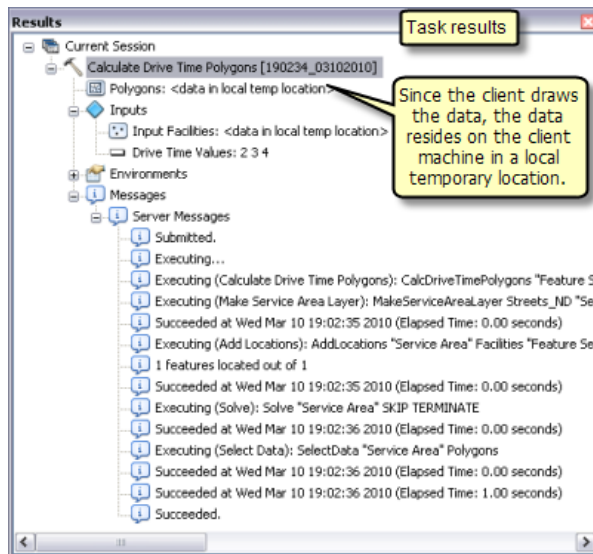 Results
Task results
Current Session
Calculate Drive Time Polygons [190234_03102010]
Polygons: <data in local temp location>
Since the client draws
the data, the data
resides on the client
machine in a local
temporary location.
Inputs
Input Facilities: <data in local temp location>
Drive Time Values: 2 3 4
Environments
Messages
Server Messages
Submitted.
Executing...
Executing (Calculate Drive Time Polygons): CalcDriveTimePolygons "Feature S
Executing (Make Service Area Layer): MakeServiceAreaLayer Streets_ND "Se
Succeeded at Wed Mar 10 19:02:35 2010 (Elapsed Time: 0.00 seconds)
Executing (Add Locations): AddLocations "Service Area" Facilities "Feature Se
1 features located out of 1
Succeeded at Wed Mar 10 19:02:35 2010 (Elapsed Time: 0.00 seconds)
Executing (Solve): Solve "Service Area" SKIP TERMINATE
Succeeded at Wed Mar 10 19:02:36 2010 (Elapsed Time: 0.00 seconds)
Executing (Select Data): SelectData "Service Area" Polygons
Succeeded at Wed Mar 10 19:02:36 2010 (Elapsed Time: 0.00 seconds)
Succeeded at Wed Mar 10 19:02:36 2010 (Elapsed Time: 1.00 seconds)
Succeeded.